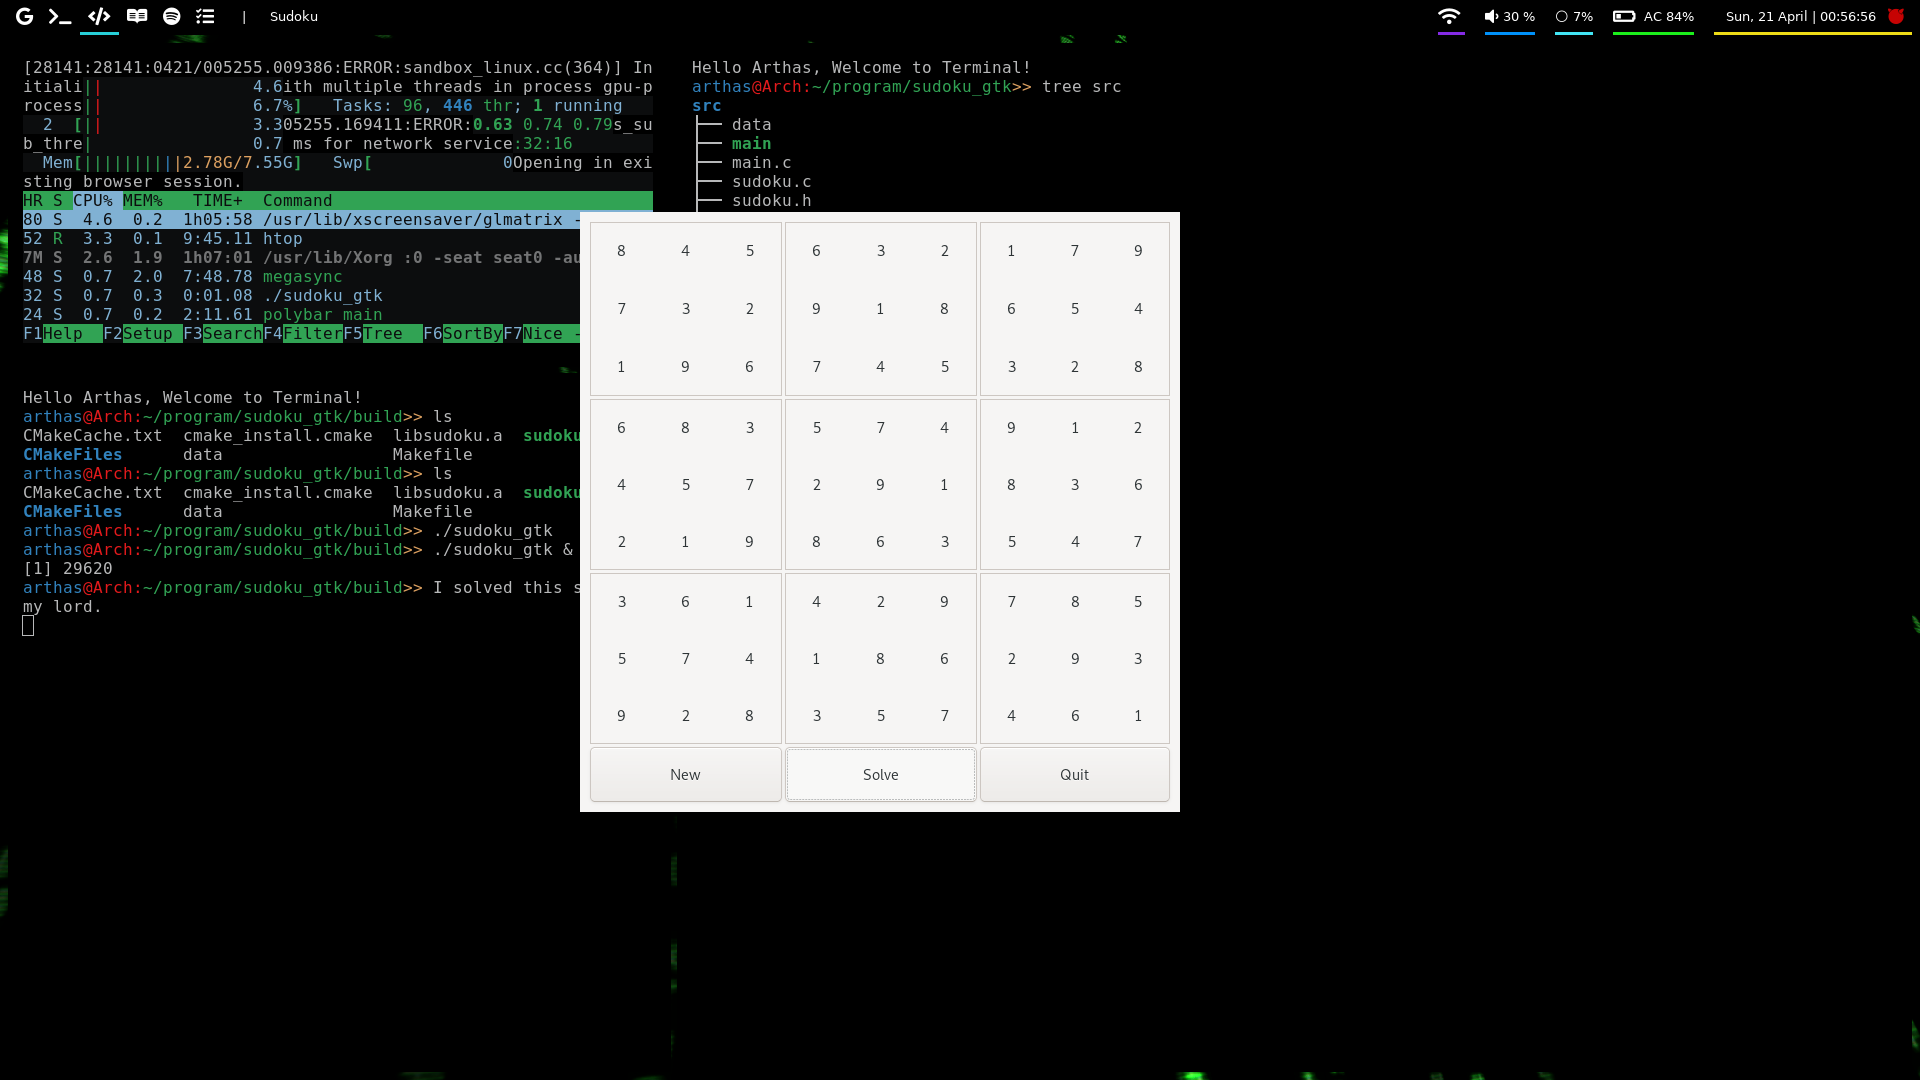 | Sudoku
30 %
7%
AC 84%
Sun, 21 April | 00:56:56
[28141:28141:0421/005255.009386:ERROR:sandbox_linux.cc(364)] In
itiali|| 4.6ith multiple threads in process gpu-p
rocess|| 6.7%] Tasks: 96, 446 thr; 1 running
2 [|| 3.305255.169411:ERROR:0.63 0.74 0.79s_su
b_thre| 0.7 ms for network service:32:16
Mem[||||||||||2.78G/7.55G] Swp[ 0Opening in exi
sting browser session.
HR S CPU% MEM% TIME+ Command
80 S 4.6 0.2 1h05:58 /usr/lib/xscreensaver/glmatrix -
52 R 3.3 0.1 9:45.11 htop
7M S 2.6 1.9 1h07:01 /usr/lib/Xorg :0 -seat seat0 -au
48 S 0.7 2.0 7:48.78 megasync
32 S 0.7 0.3 0:01.08 ./sudoku_gtk
24 S 0.7 0.2 2:11.61 polybar main
F1Help F2Setup F3SearchF4FilterF5Tree F6SortByF7Nice -
Hello Arthas, Welcome to Terminal!
arthas@Arch:~/program/sudoku_gtk/build>> ls
CMakeCache.txt cmake_install.cmake libsudoku.a sudoku
CMakeFiles data Makefile
arthas@Arch:~/program/sudoku_gtk/build>> ls
CMakeCache.txt cmake_install.cmake libsudoku.a sudoku
CMakeFiles data Makefile
arthas@Arch:~/program/sudoku_gtk/build>> ./sudoku_gtk
arthas@Arch:~/program/sudoku_gtk/build>> ./sudoku_gtk &
[1] 29620
arthas@Arch:~/program/sudoku_gtk/build>> I solved this s
my lord.
Hello Arthas, Welcome to Terminal!
arthas@Arch:~/program/sudoku_gtk>> tree src
src
├── data
├── main
├── main.c
├── sudoku.c
├── sudoku.h
8 4 5 6 3 2 1 7 9
7 3 2 9 1 8 6 5 4
1 9 6 7 4 5 3 2 8
6 8 3 5 7 4 9 1 2
4 5 7 2 9 1 8 3 6
2 1 9 8 6 3 5 4 7
3 6 1 4 2 9 7 8 5
5 7 4 1 8 6 2 9 3
9 2 8 3 5 7 4 6 1
New Solve Quit